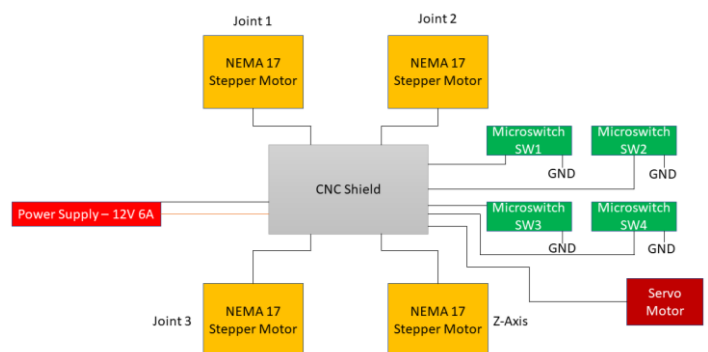 Joint 1
Joint 2
NEMA 17
Stepper Motor
NEMA 17
Stepper Motor
Microswitch
SW1
Microswitch
SW2
GND
GND
CNC Shield
Power Supply – 12V 6A
Microswitch
SW3
Microswitch
SW4
GND
GND
Servo
Motor
Joint 3
NEMA 17
Stepper Motor
NEMA 17
Stepper Motor
Z-Axis